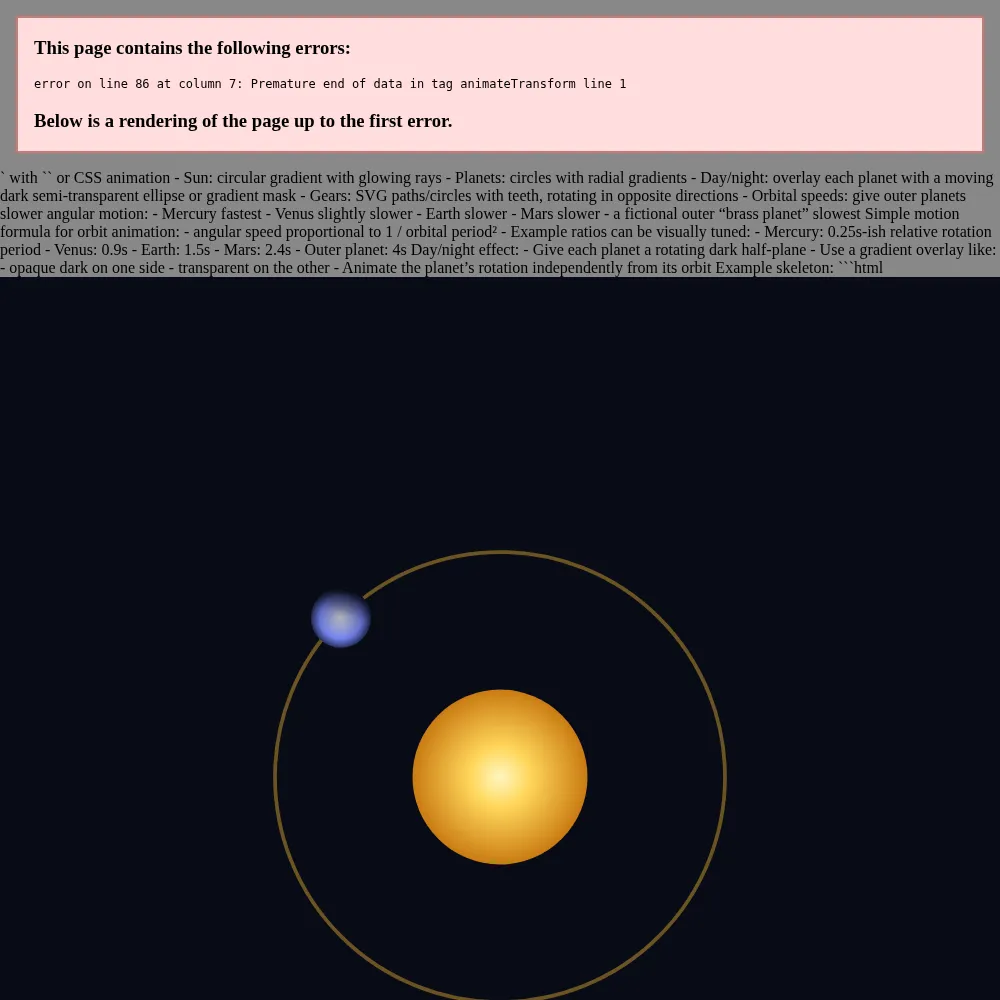 This page contains the following errors:
error on line 86 at column 7: Premature end of data in tag animateTransform line 1
Below is a rendering of the page up to the first error.
` with `` or CSS animation - Sun: circular gradient with glowing rays - Planets: circles with radial gradients - Day/night: overlay each planet with a moving
dark semi-transparent ellipse or gradient mask - Gears: SVG paths/circles with teeth, rotating in opposite directions - Orbital speeds: give outer planets
slower angular motion: - Mercury fastest - Venus slightly slower - Earth slower - Mars slower - a fictional outer “brass planet” slowest Simple motion
formula for orbit animation: - angular speed proportional to 1 / orbital period² - Example ratios can be visually tuned: - Mercury: 0.25s-ish relative rotation
period - Venus: 0.9s - Earth: 1.5s - Mars: 2.4s - Outer planet: 4s Day/night effect: - Give each planet a rotating dark half-plane - Use a gradient overlay like:
- opaque dark on one side - transparent on the other - Animate the planet’s rotation independently from its orbit Example skeleton: ```html